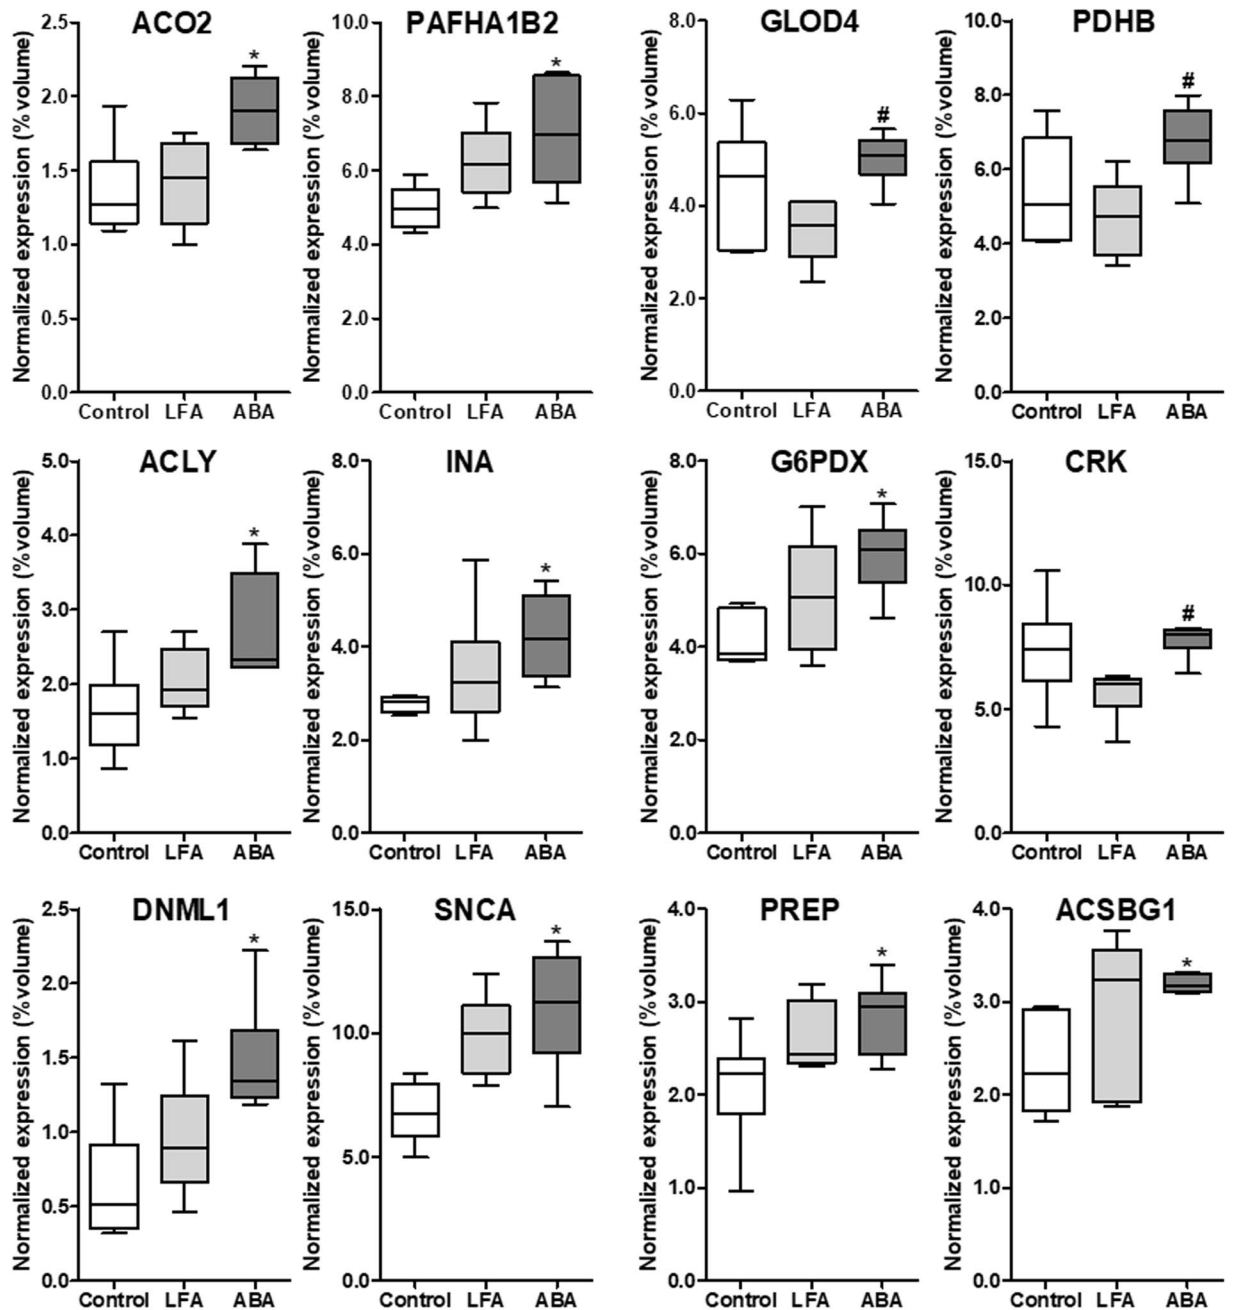 ACO2
Normalized expression (% volume)
2.5
2.0
1.5
1.0
0.5
0.0
*
Control LFA ABA
PAFHA1B2
Normalized expression (% volume)
10.0
8.0
6.0
4.0
2.0
0.0
*
Control LFA ABA
GLOD4
Normalized expression (% volume)
8.0
6.0
4.0
2.0
0.0
#
Control LFA ABA
PDHB
Normalized expression (% volume)
10.0
8.0
6.0
4.0
2.0
0.0
#
Control LFA ABA
ACLY
Normalized expression (% volume)
5.0
4.0
3.0
2.0
1.0
0.0
*
Control LFA ABA
INA
Normalized expression (% volume)
8.0
6.0
4.0
2.0
0.0
*
Control LFA ABA
G6PDX
Normalized expression (% volume)
8.0
6.0
4.0
2.0
0.0
*
Control LFA ABA
CRK
Normalized expression (% volume)
15.0
10.0
5.0
0.0
#
Control LFA ABA
DNML1
Normalized expression (% volume)
2.5
2.0
1.5
1.0
0.5
0.0
*
Control LFA ABA
SNCA
Normalized expression (% volume)
15.0
10.0
5.0
0.0
*
Control LFA ABA
PREP
Normalized expression (% volume)
4.0
3.0
2.0
1.0
0.0
*
Control LFA ABA
ACSBG1
Normalized expression (% volume)
4.0
3.0
2.0
1.0
0.0
*
Control LFA ABA